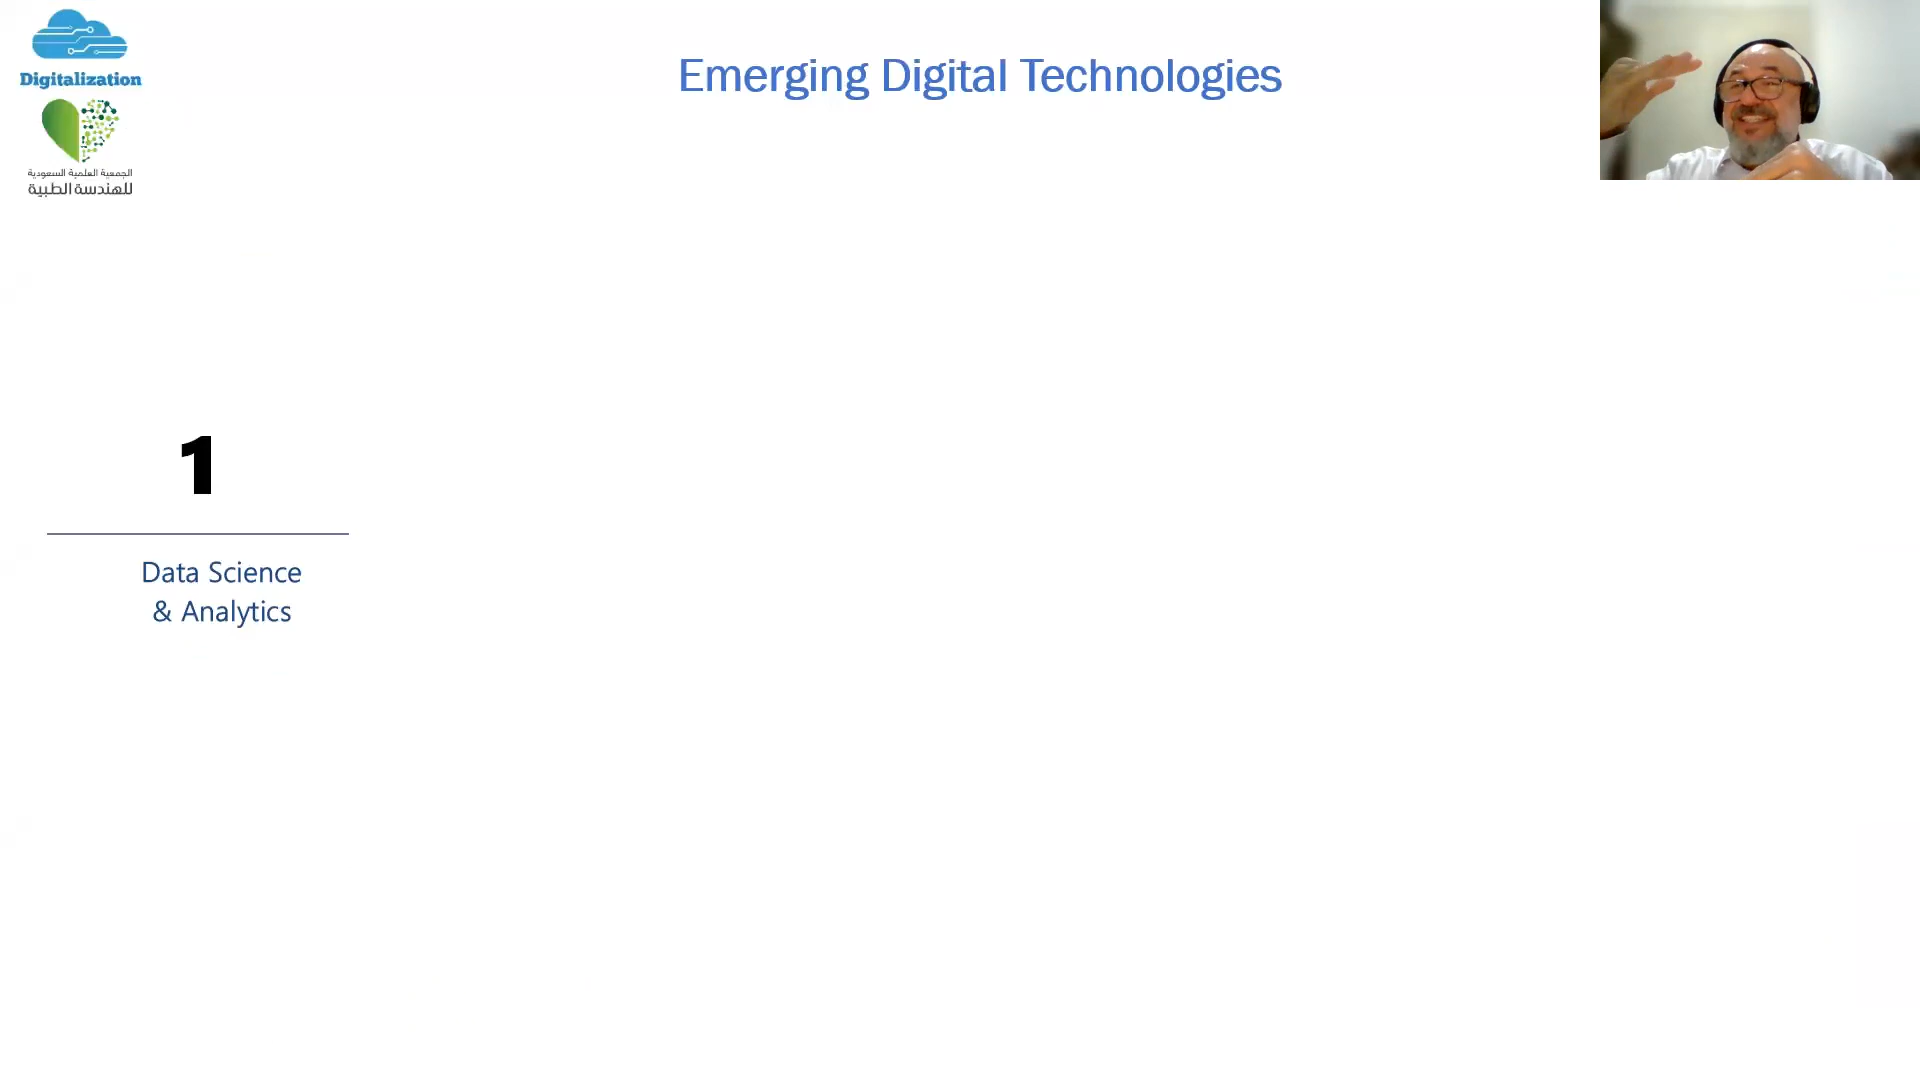 Digitalization
الجمعية العلمية السعودية
للهندسة الطبية
Emerging Digital Technologies
1
Data Science
& Analytics